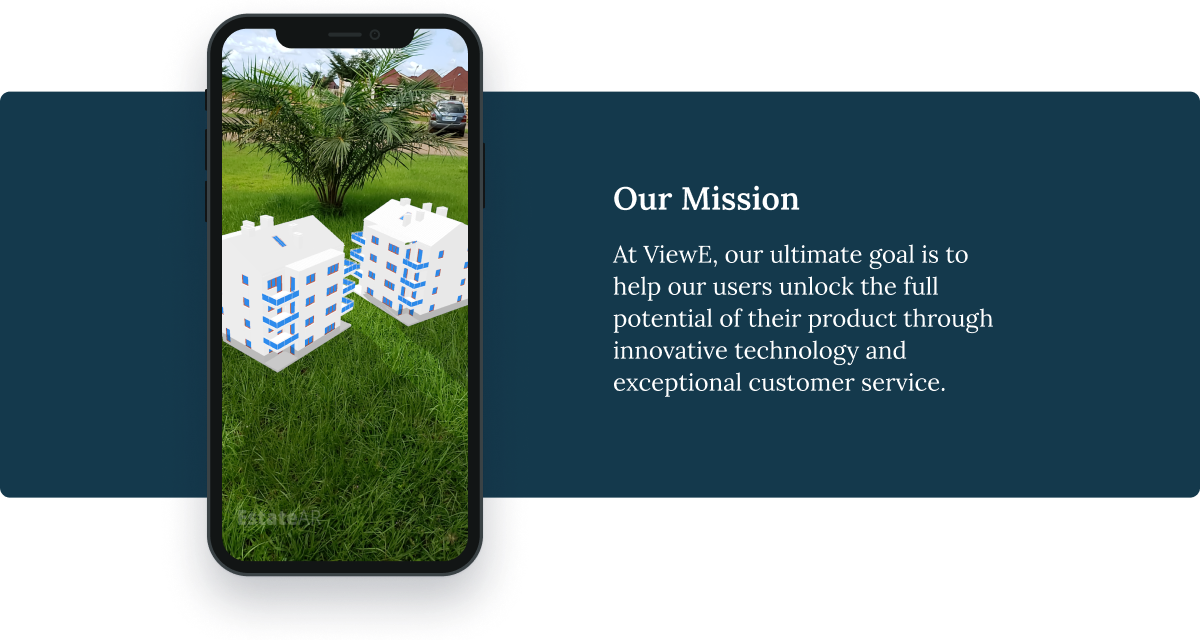 Our Mission
At ViewE, our ultimate goal is to
help our users unlock the full
potential of their product through
innovative technology and
exceptional customer service.
EstateAR